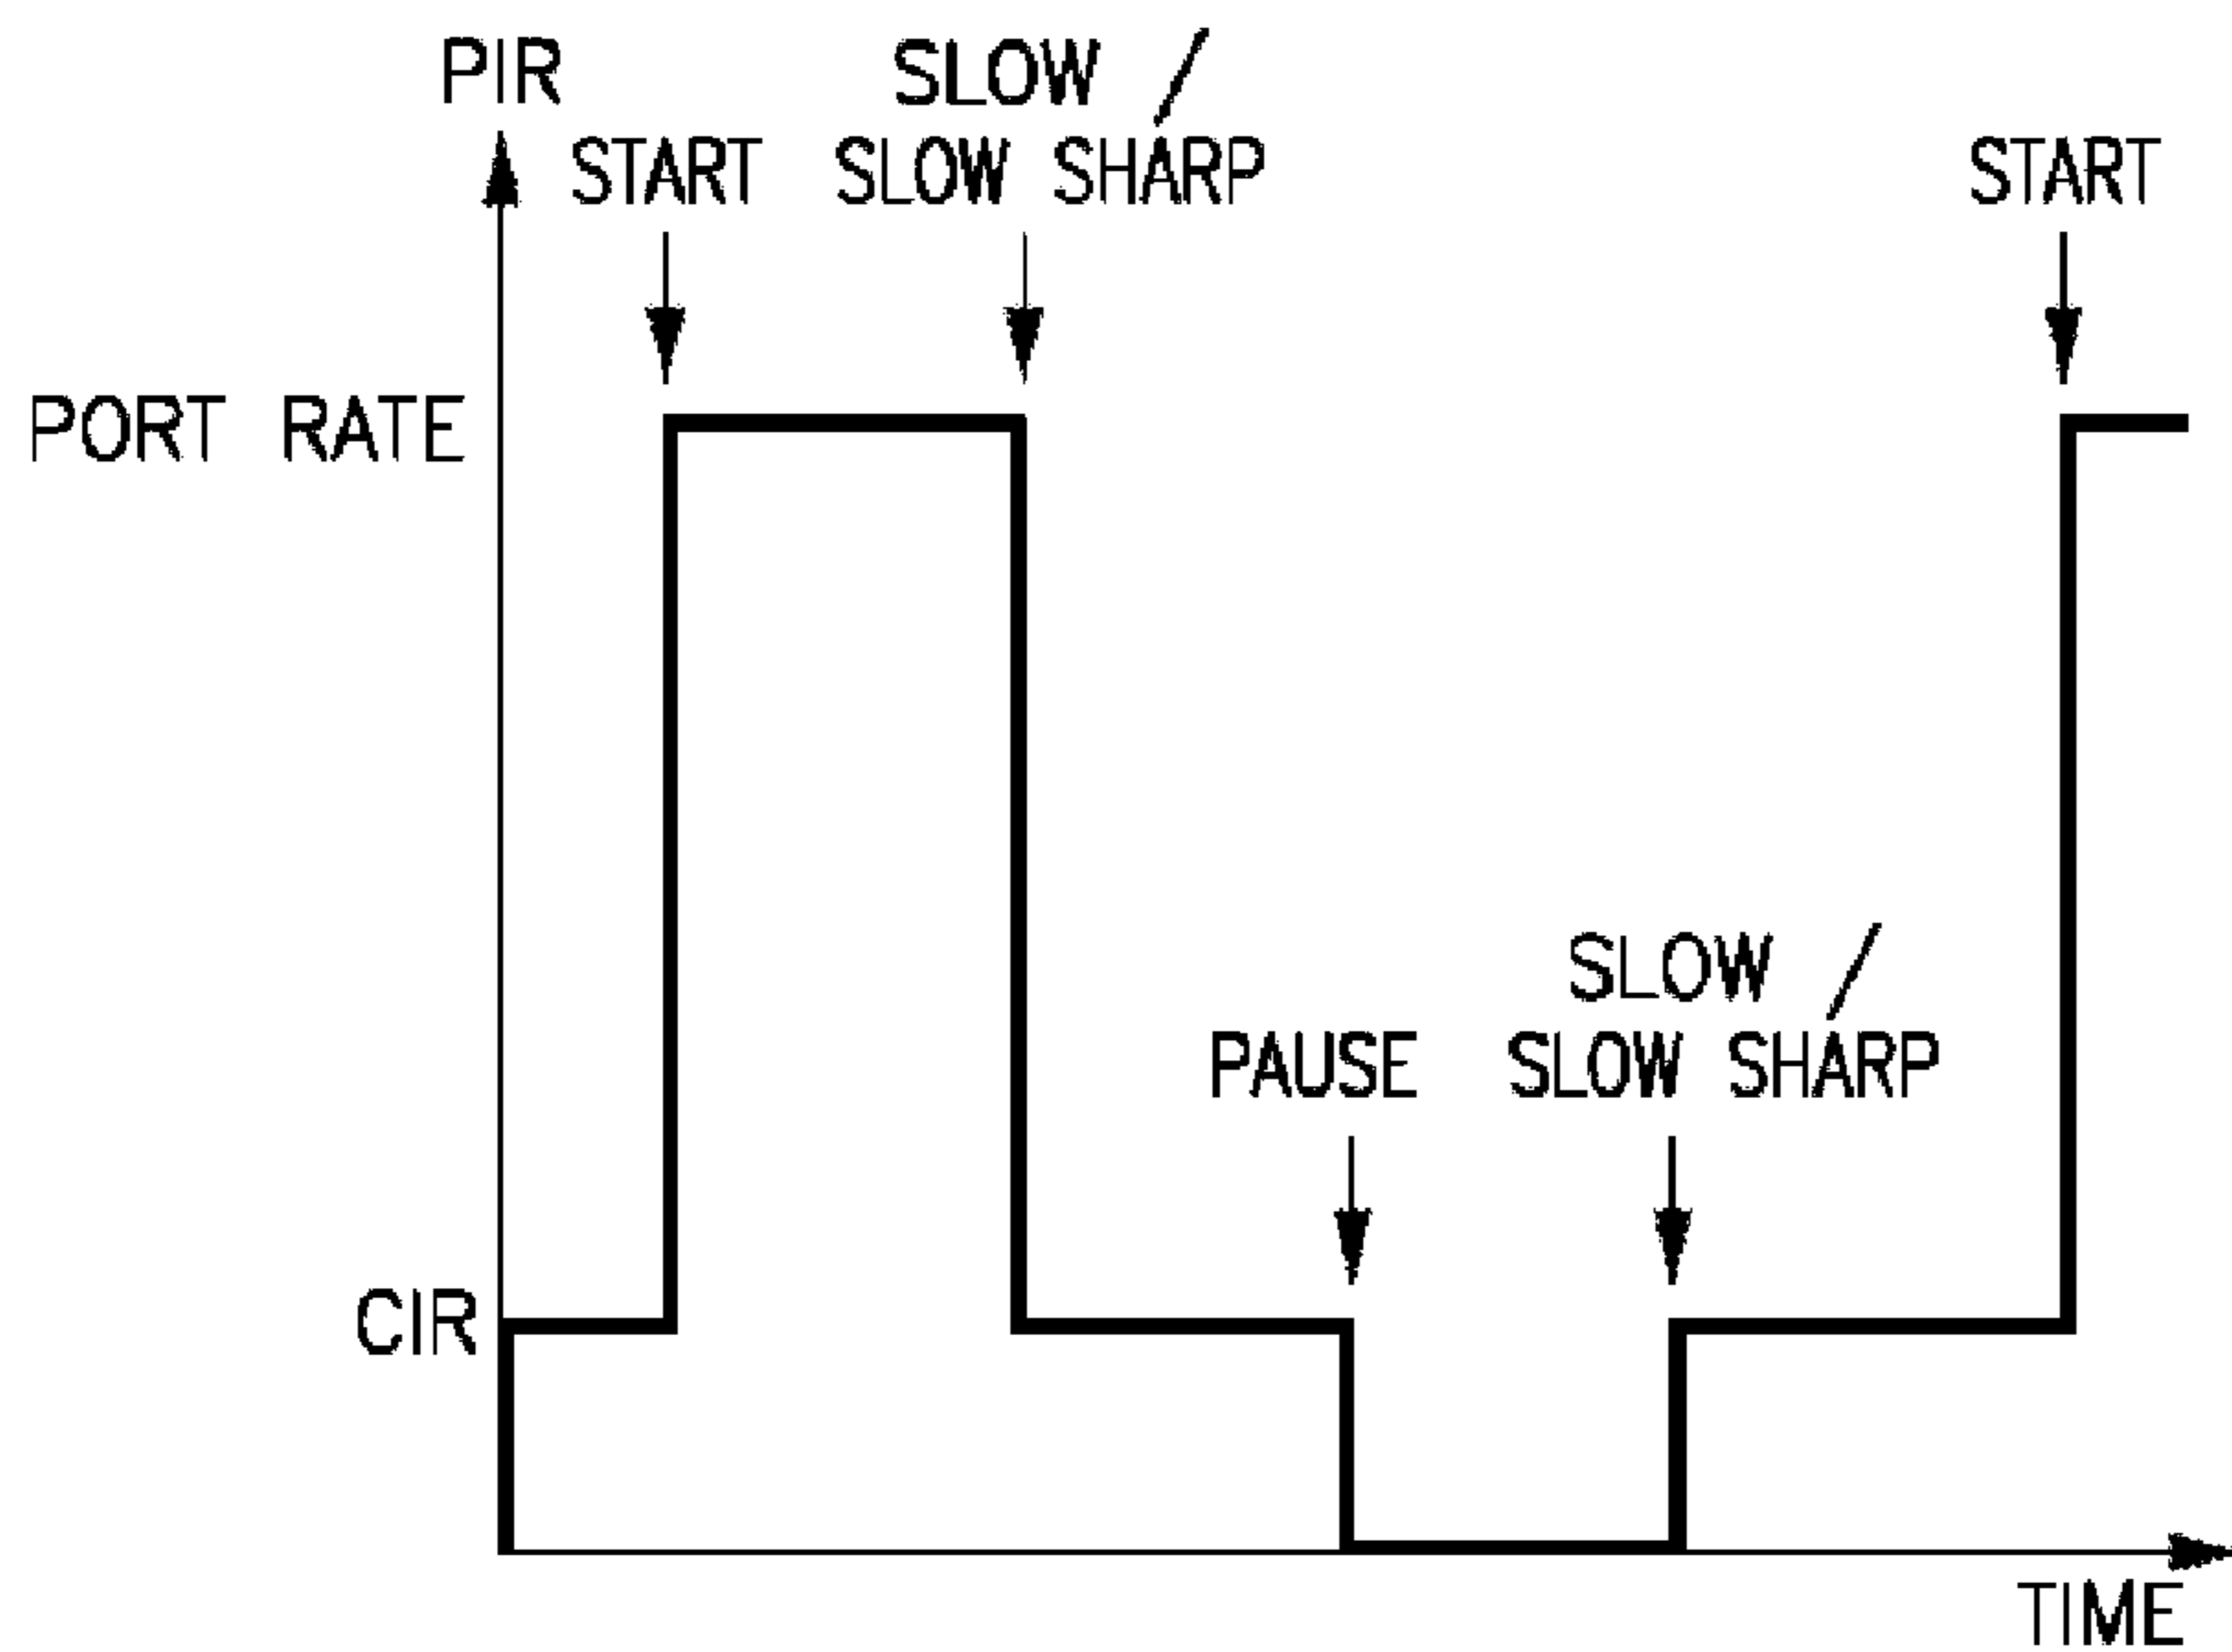 PIR
SLOW /
START
SLOW SHARP
START
PORT RATE
SLOW /
PAUSE
SLOW SHARP
CIR
TIME